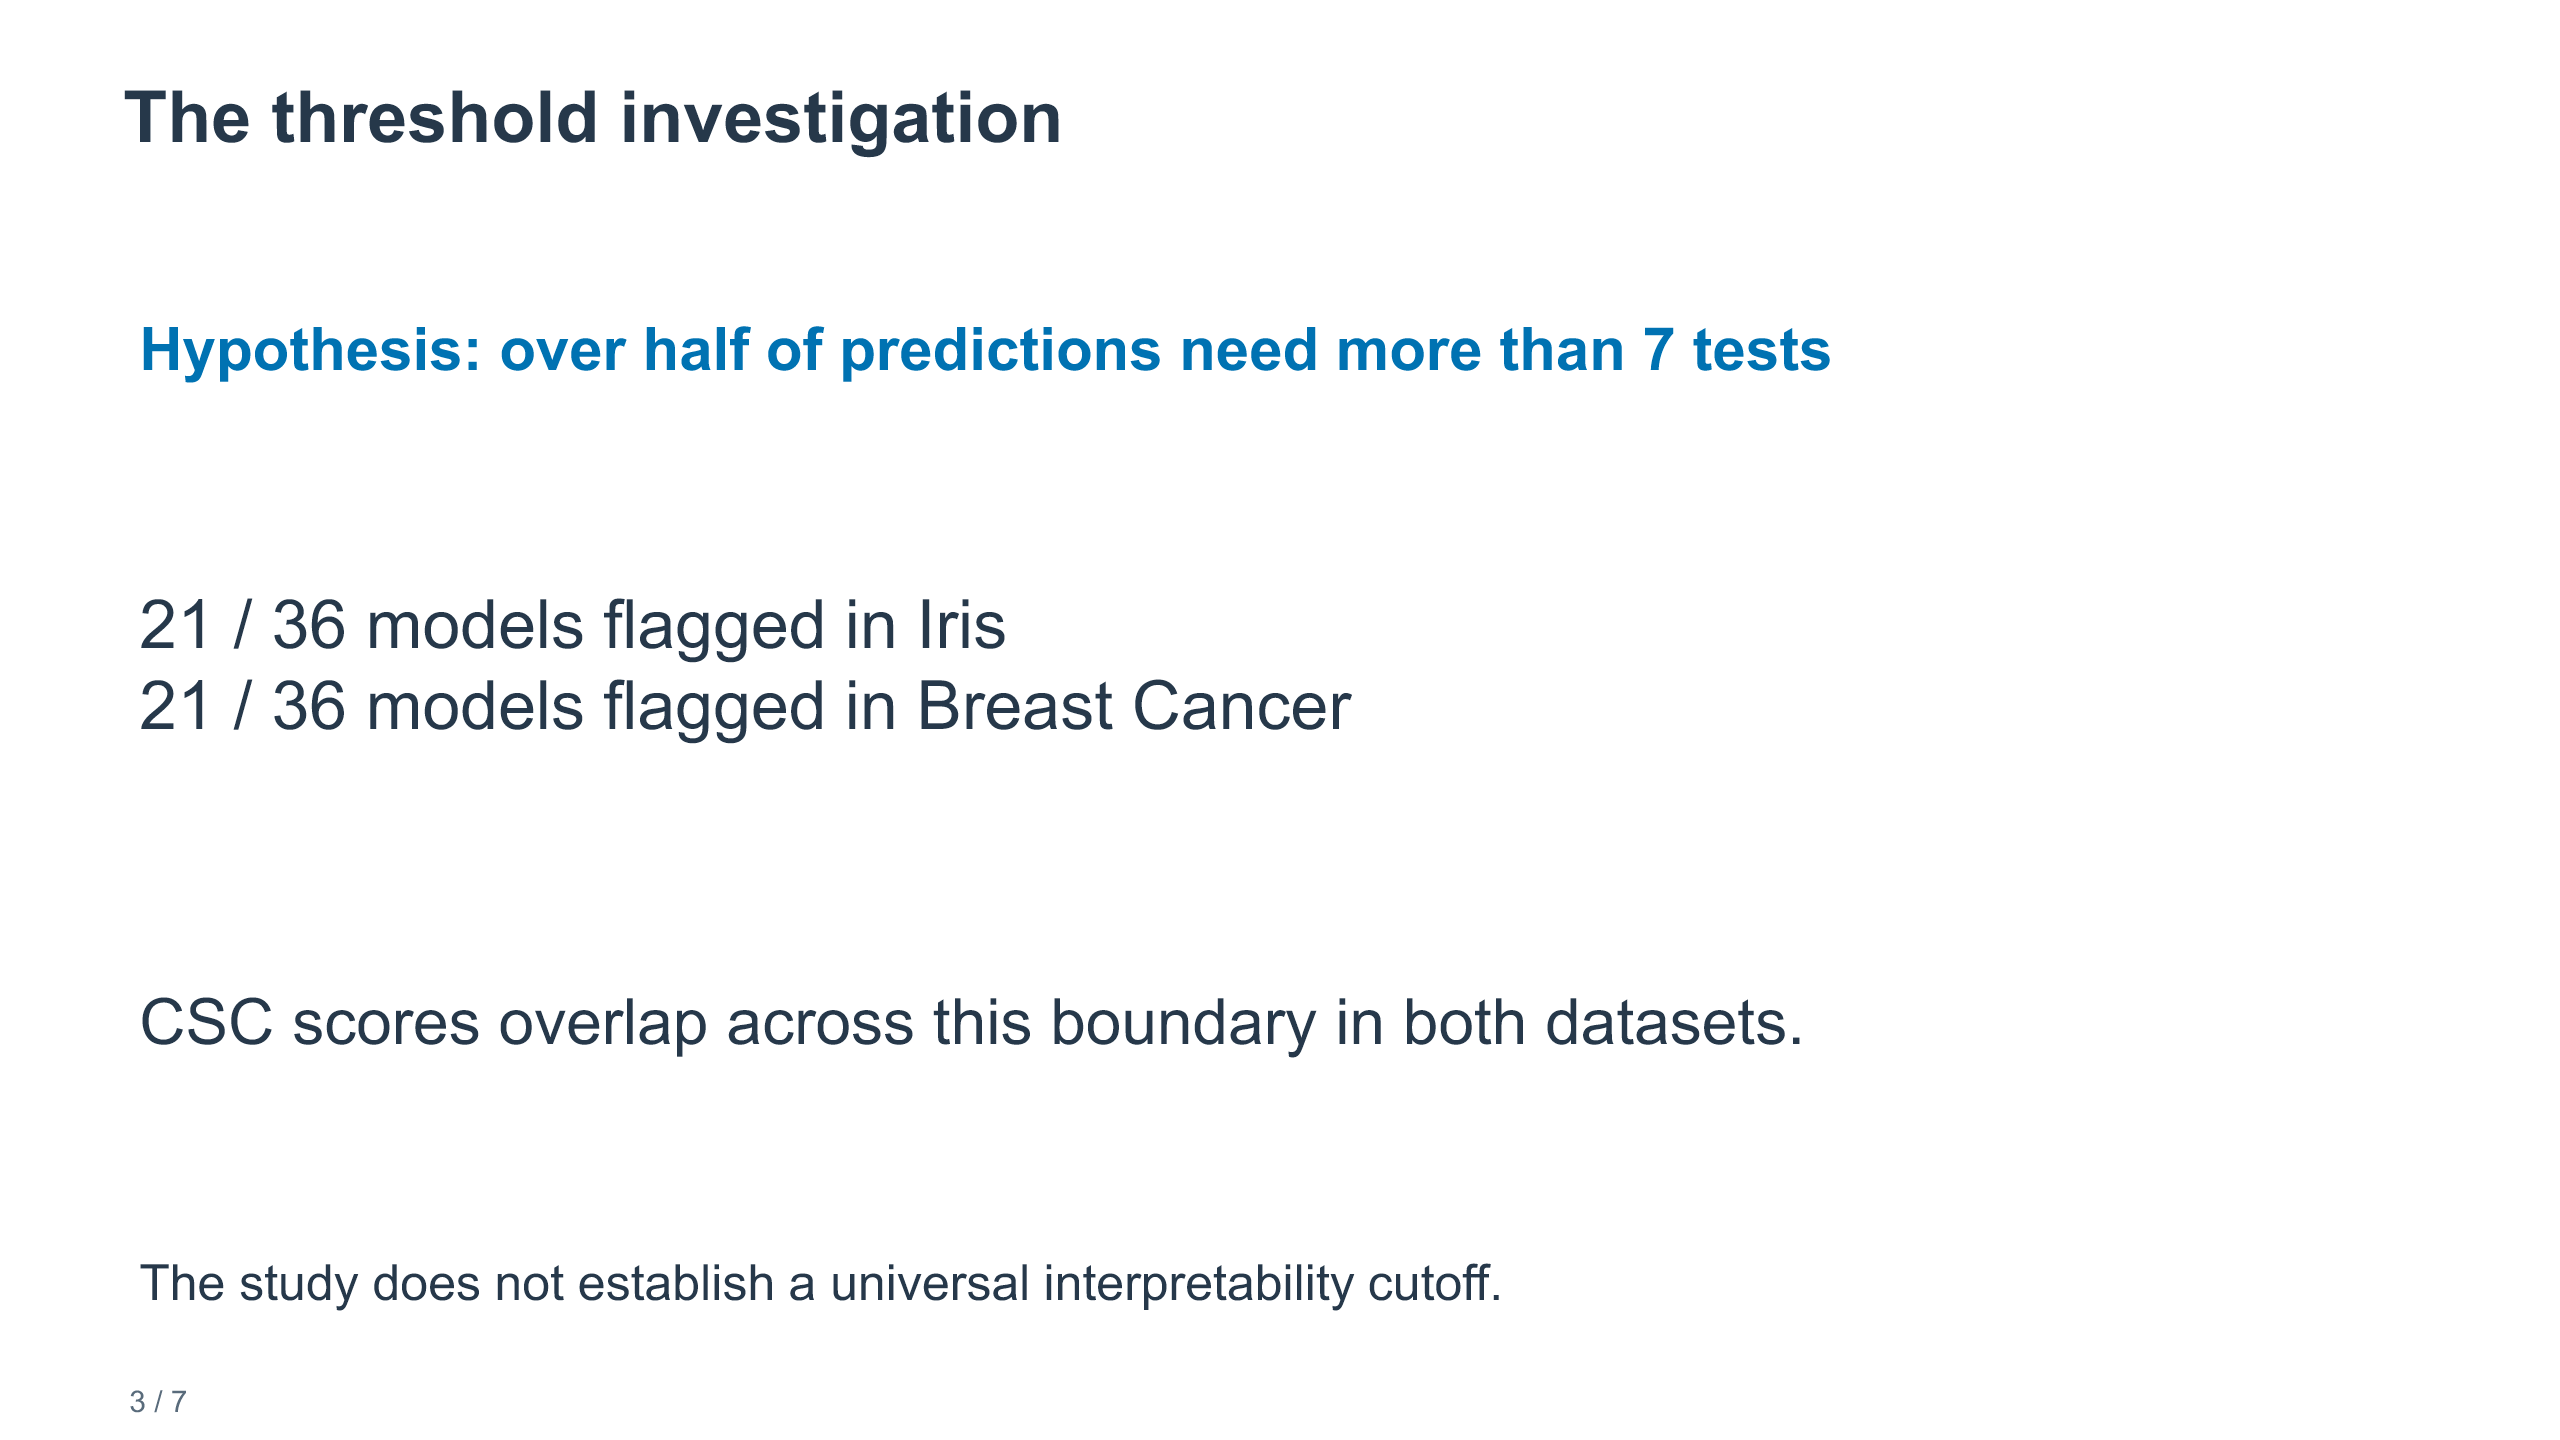 The threshold investigation
Hypothesis: over half of predictions need more than 7 tests
21 / 36 models flagged in Iris
21 / 36 models flagged in Breast Cancer
CSC scores overlap across this boundary in both datasets.
The study does not establish a universal interpretability cutoff.
3 / 7